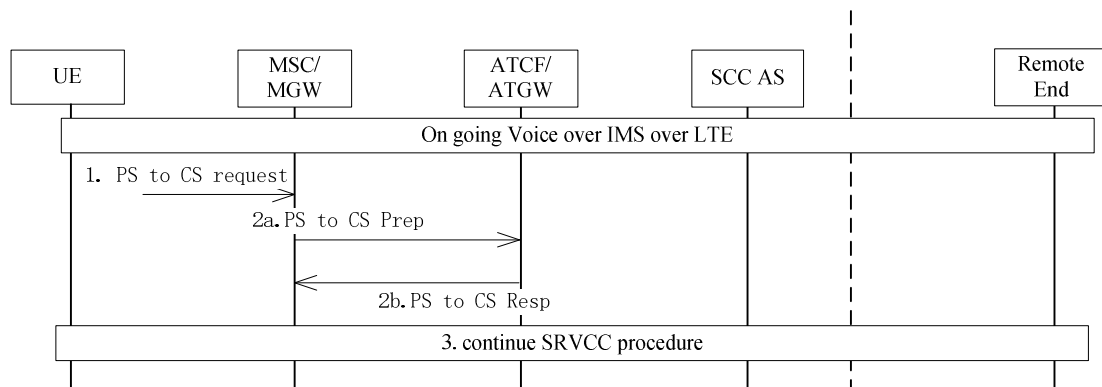 UE
MSC/
MGW
ATCF/
ATGW
SCC AS
Remote
End
On going Voice over IMS over LTE
1. PS to CS request
2a.PS to CS Prep
2b.PS to CS Resp
3. continue SRVCC procedure